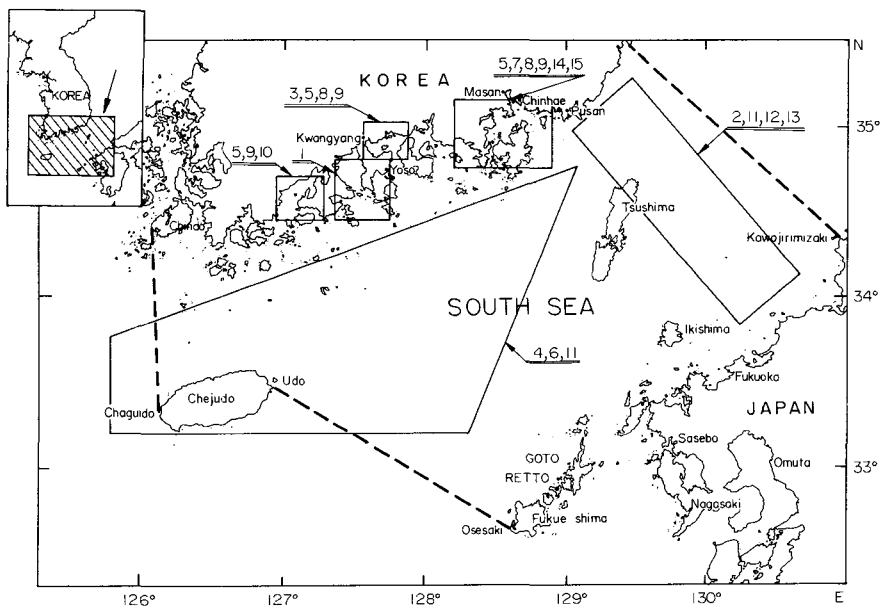 KOREA
KOREA
N
5,7,8,9,14,15
3,5,8,9
Masan
Chinhae
Pusan
2,11,12,13
35°
Kwangyang
5,9,10
1
Yosu
Tsushima
Chindo
Kawajirimizaki
SOUTH SEA
34°
Ikishima
4,6,11
Fukuoka
Udo
Chejudo
Chaguido
JAPAN
Sasebo
GOTO
RETTO
Omuta
33°
Nagasaki
Osesaki
Fukue shima
126°
127°
128°
129°
130°
E